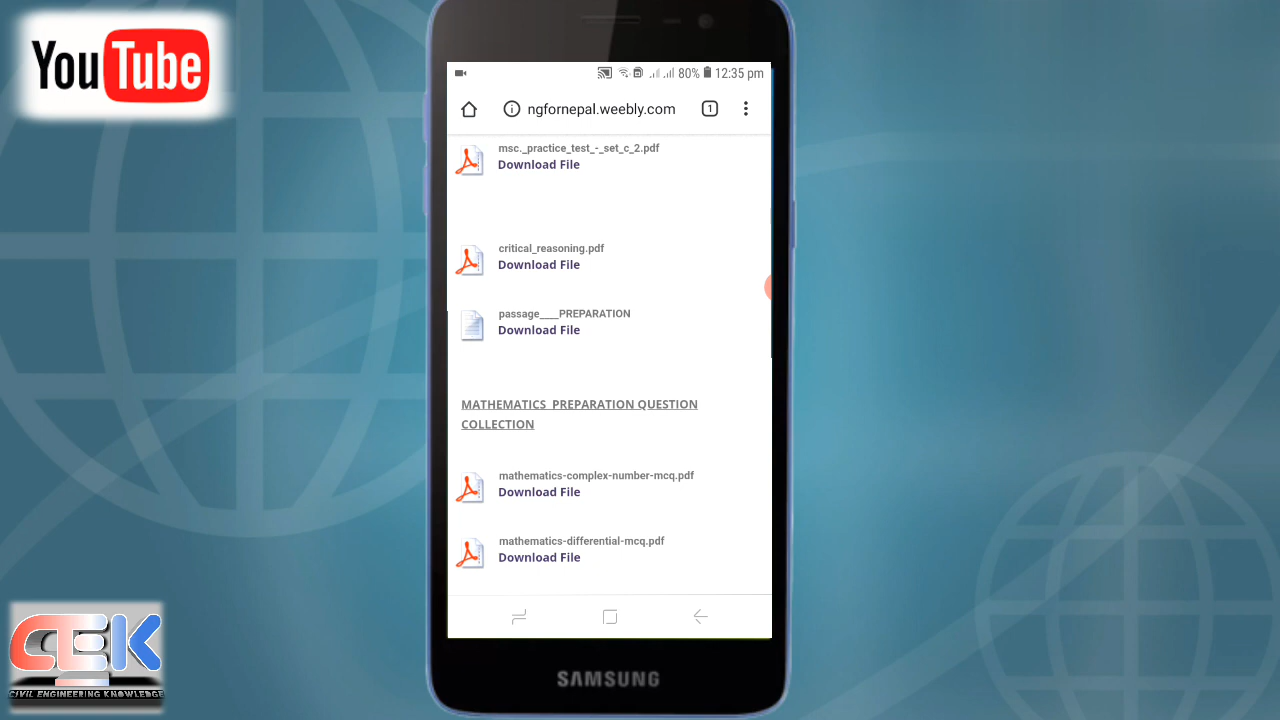 YouTube
80% 12:35 pm
ngfornepal.weebly.com 1
msc._practice_test_-_set_c_2.pdf
Download File
critical_reasoning.pdf
Download File
passage____PREPARATION
Download File
MATHEMATICS PREPARATION QUESTION
COLLECTION
mathematics-complex-number-mcq.pdf
Download File
mathematics-differential-mcq.pdf
Download File
SAMSUNG
CEK
CIVIL ENGINEERING KNOWLEDGE